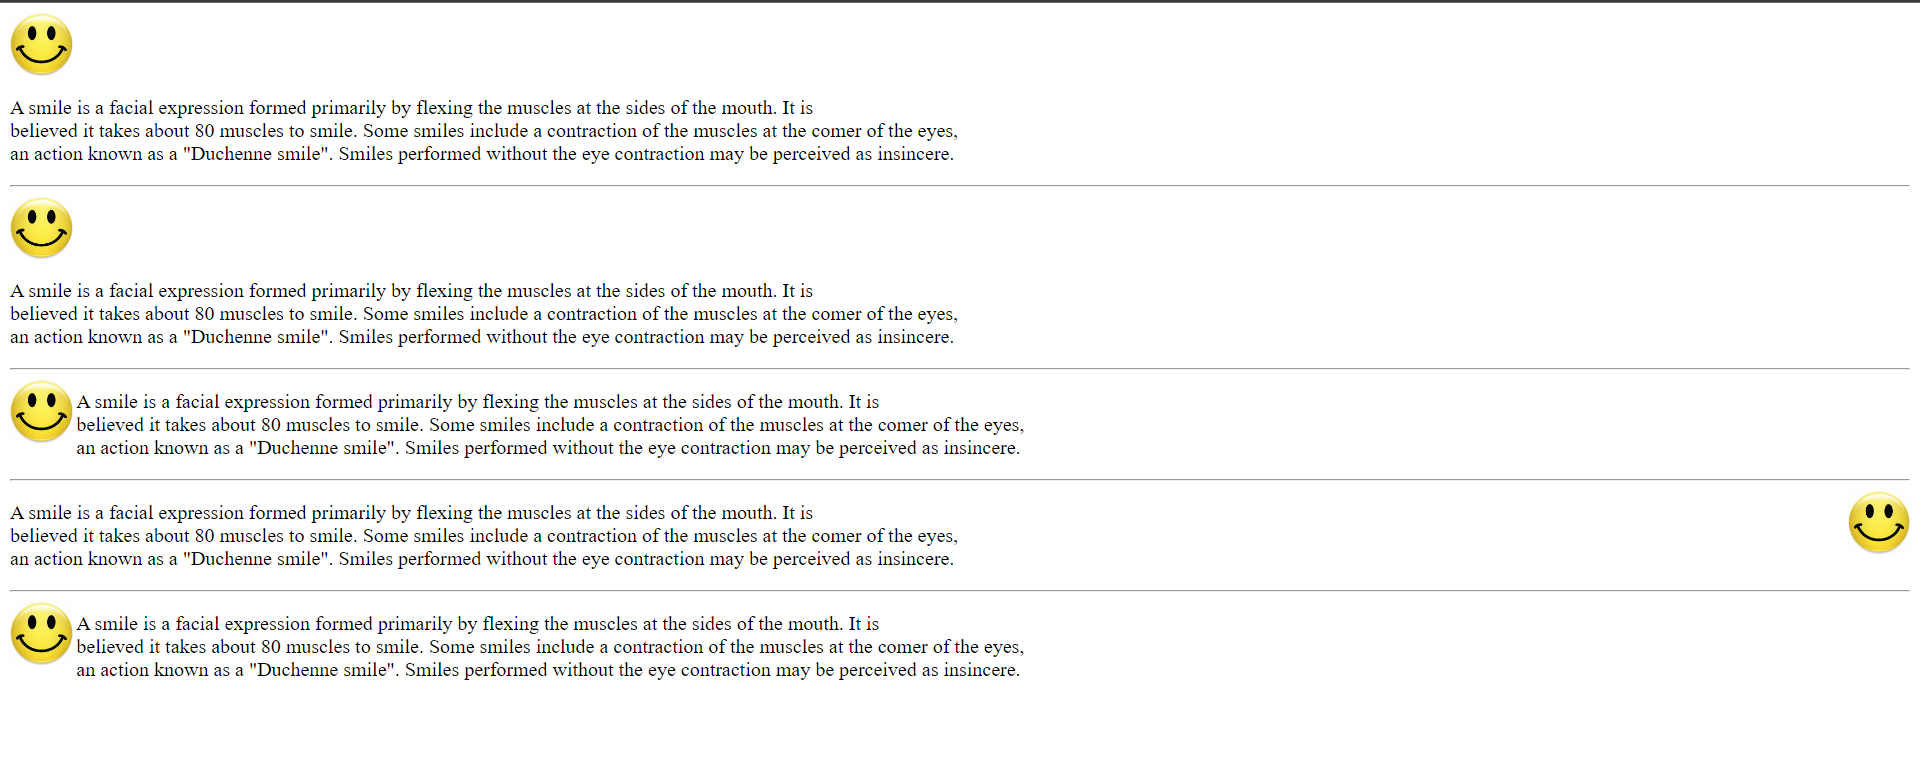 A smile is a facial expression formed primarily by flexing the muscles at the sides of the mouth. It is
believed it takes about 80 muscles to smile. Some smiles include a contraction of the muscles at the comer of the eyes,
an action known as a "Duchenne smile". Smiles performed without the eye contraction may be perceived as insincere.
A smile is a facial expression formed primarily by flexing the muscles at the sides of the mouth. It is
believed it takes about 80 muscles to smile. Some smiles include a contraction of the muscles at the comer of the eyes,
an action known as a "Duchenne smile". Smiles performed without the eye contraction may be perceived as insincere.
A smile is a facial expression formed primarily by flexing the muscles at the sides of the mouth. It is
believed it takes about 80 muscles to smile. Some smiles include a contraction of the muscles at the comer of the eyes,
an action known as a "Duchenne smile". Smiles performed without the eye contraction may be perceived as insincere.
A smile is a facial expression formed primarily by flexing the muscles at the sides of the mouth. It is
believed it takes about 80 muscles to smile. Some smiles include a contraction of the muscles at the comer of the eyes,
an action known as a "Duchenne smile". Smiles performed without the eye contraction may be perceived as insincere.
A smile is a facial expression formed primarily by flexing the muscles at the sides of the mouth. It is
believed it takes about 80 muscles to smile. Some smiles include a contraction of the muscles at the comer of the eyes,
an action known as a "Duchenne smile". Smiles performed without the eye contraction may be perceived as insincere.